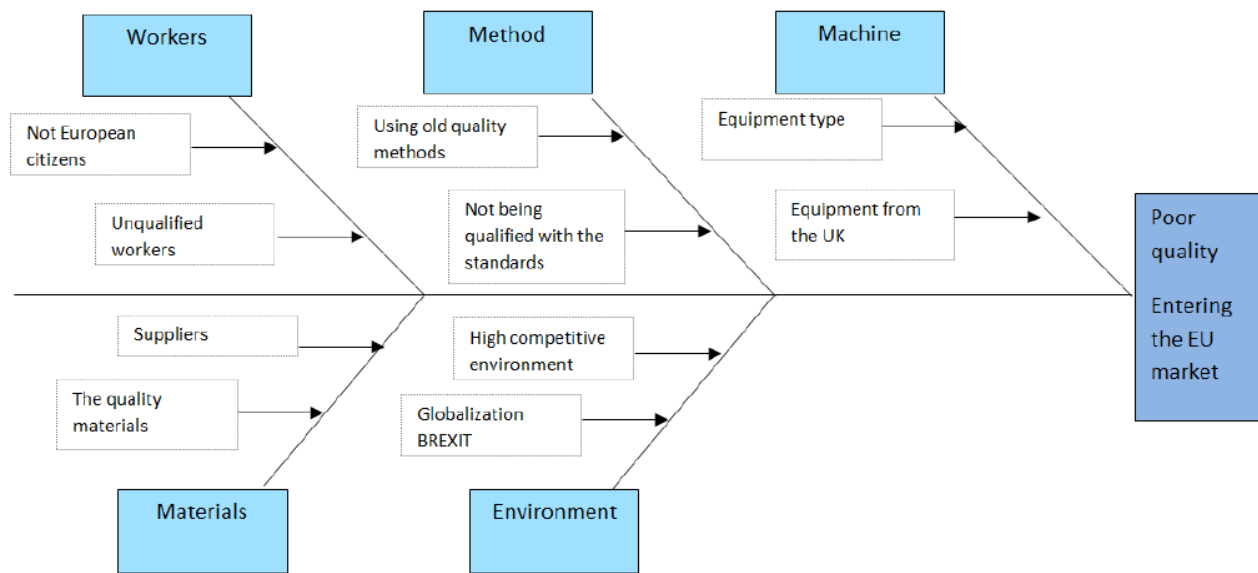 Workers
Method
Machine
Not European
citizens
Using old quality
methods
Equipment type
Unqualified
workers
Not being
qualified with the
standards
Equipment from
the UK
Poor
quality
Entering
the EU
market
Suppliers
High competitive
environment
The quality
materials
Globalization
BREXIT
Materials
Environment